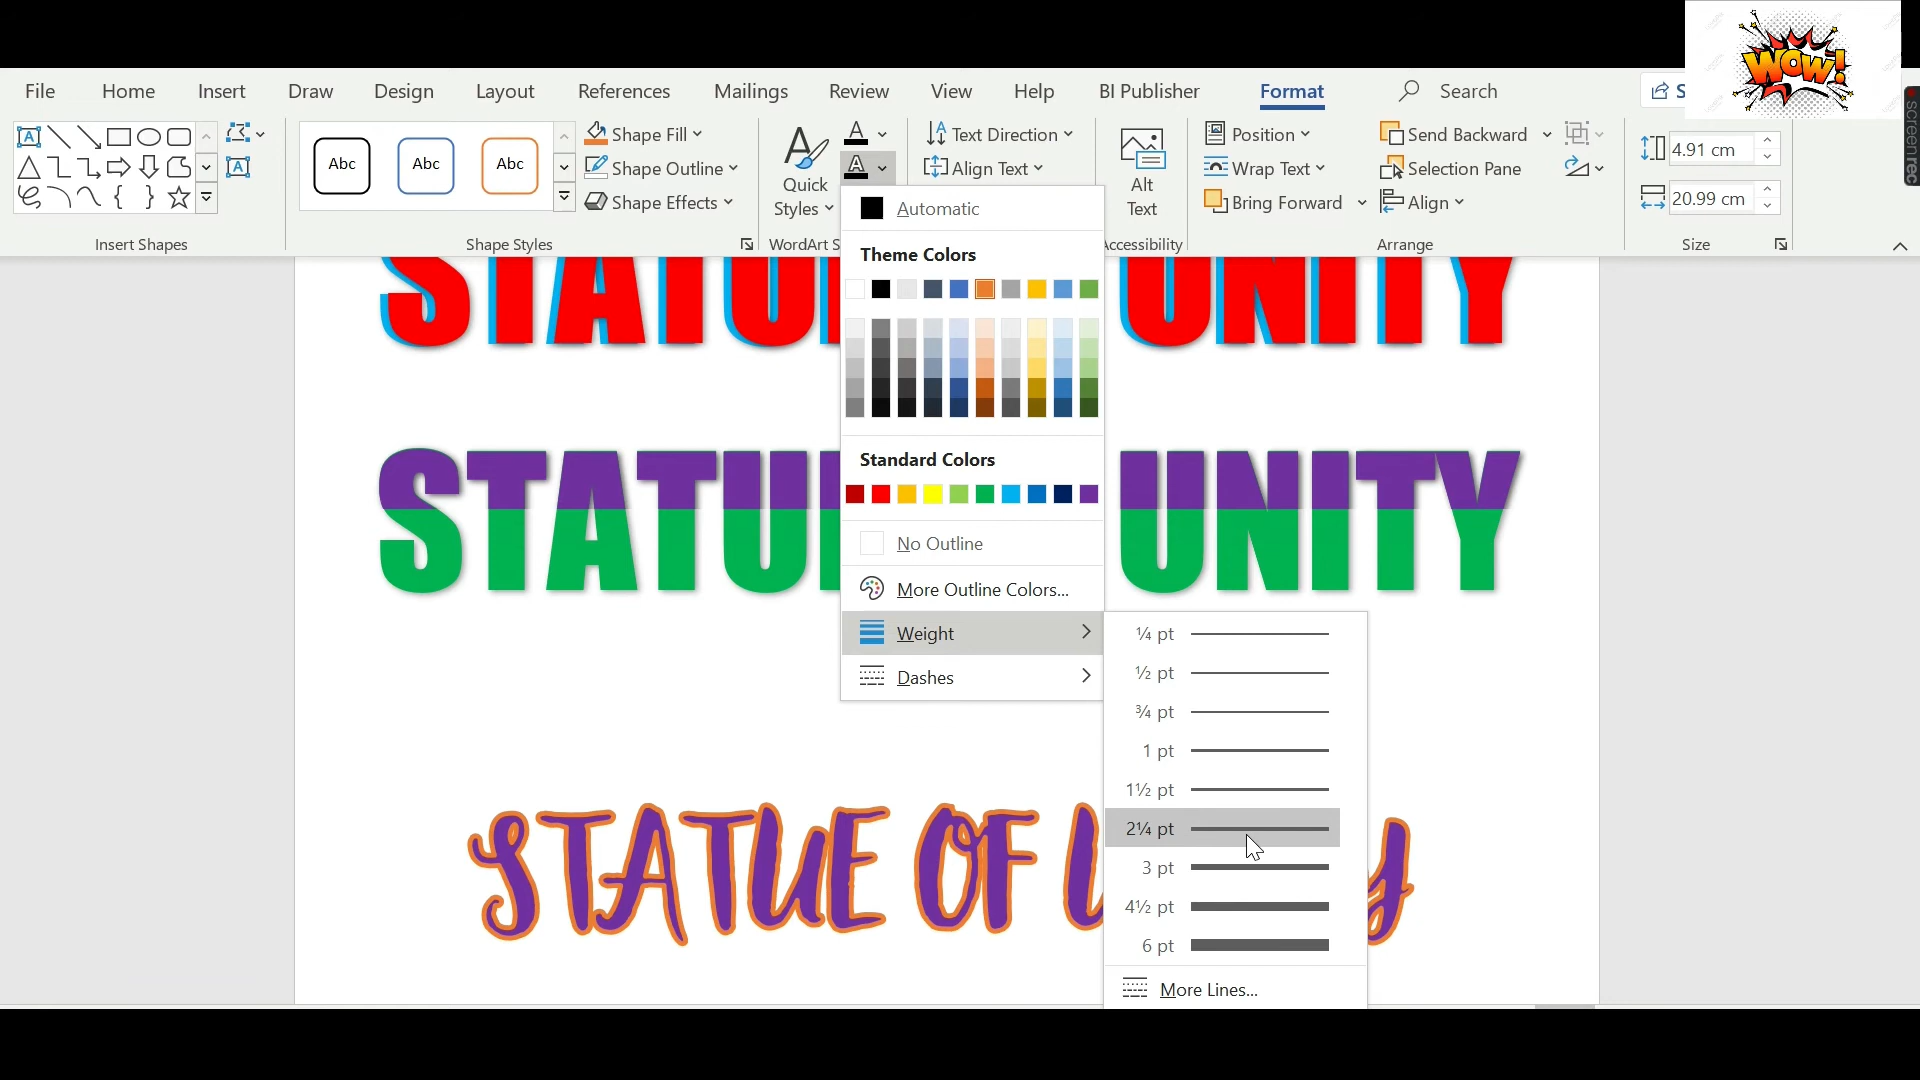 WOW!
File Home Insert Draw Design Layout References Mailings Review View Help BI Publisher Format Search S
Abc Abc Abc
Shape Fill
Shape Outline
Shape Effects
Quick Styles
A
A
Text Direction
Align Text
Alt Text
Position
Wrap Text
Bring Forward
Send Backward
Selection Pane
Align
4.91 cm
20.99 cm
screenrec
Insert Shapes Shape Styles WordArt S Accessibility Arrange Size
Automatic
Theme Colors
Standard Colors
No Outline
More Outline Colors...
Weight
Dashes
¼ pt
½ pt
¾ pt
1 pt
1½ pt
2¼ pt
3 pt
4½ pt
6 pt
More Lines...
STATU UNITY
STATU UNITY
STATUE OF U y